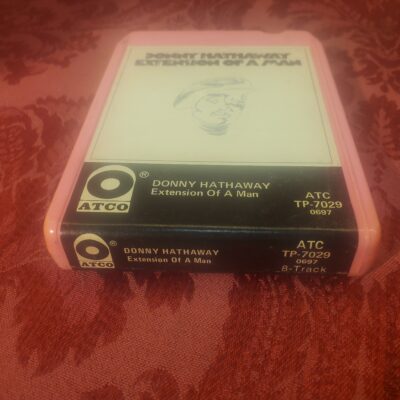 DONNY HATHAWAY
EXTENSION OF A MAN
®
ATCO
DONNY HATHAWAY
Extension Of A Man
ATC
TP-7029
0697
®
ATCO
DONNY HATHAWAY
Extension Of A Man
ATC
TP-7029
0697
8-Track